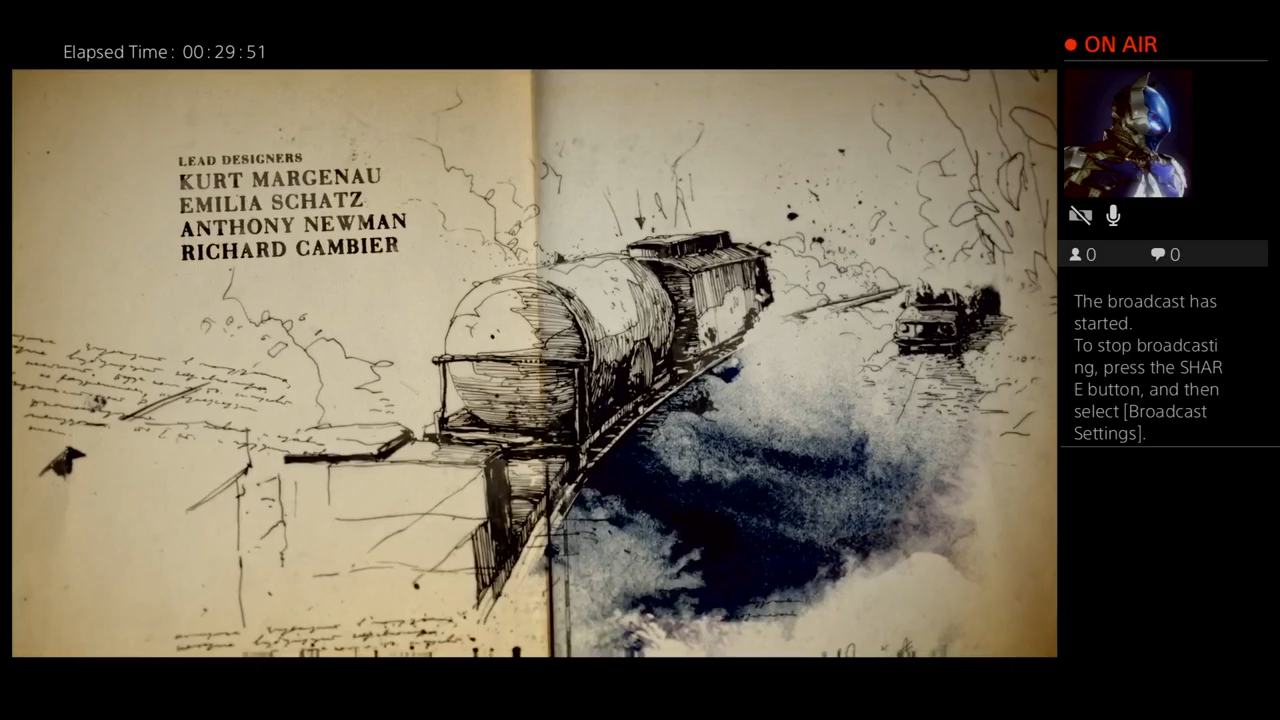 Elapsed Time: 00:29:51
ON AIR
LEAD DESIGNERS
KURT MARGENAU
EMILIA SCHATZ
ANTHONY NEWMAN
RICHARD CAMBIER
0
0
The broadcast has
started.
To stop broadcasti
ng, press the SHAR
E button, and then
select [Broadcast
Settings].